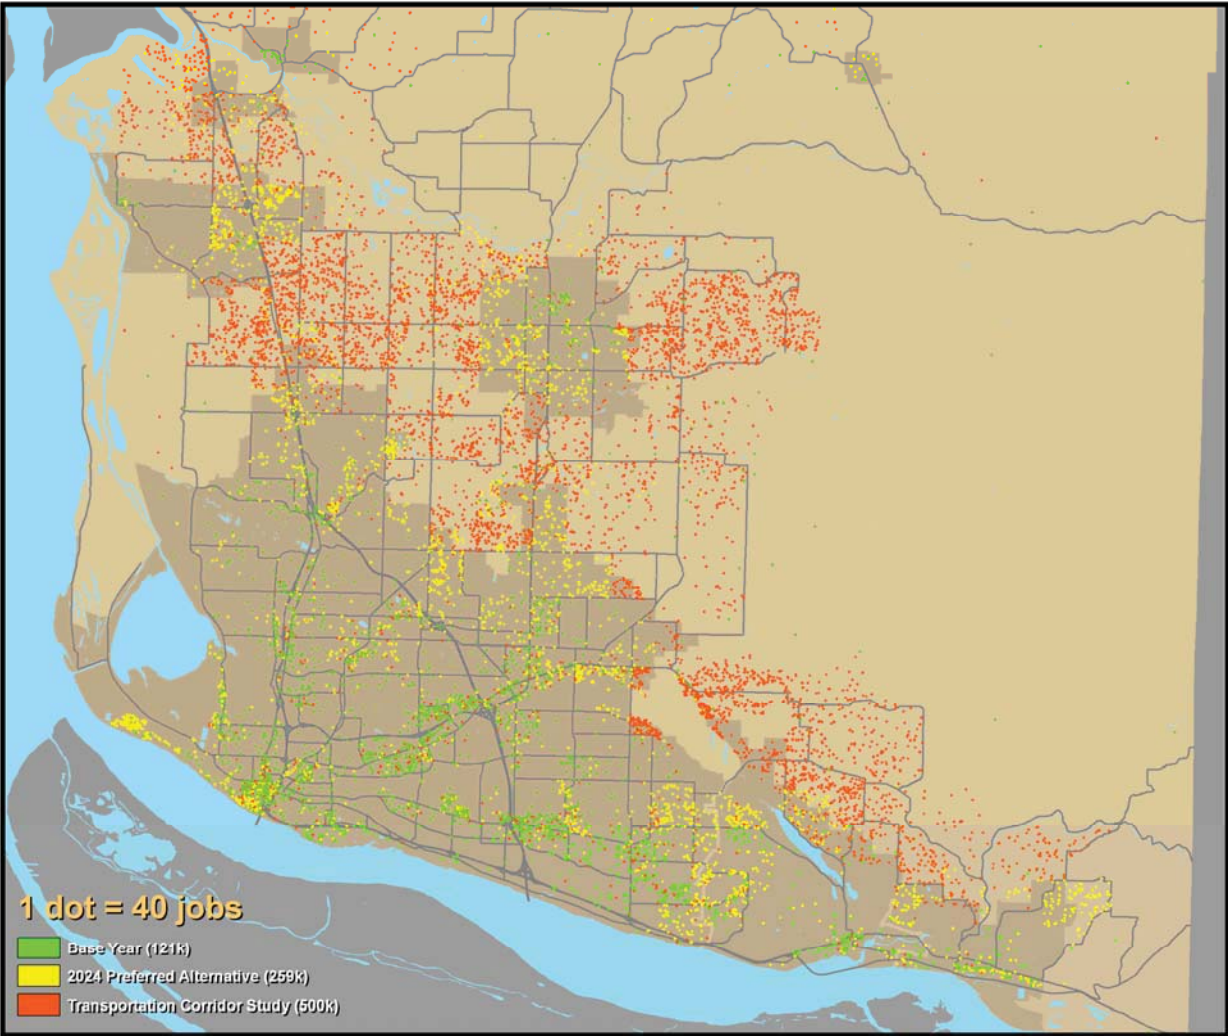 1 dot = 40 jobs
Base Year (121k)
2024 Preferred Alternative (259k)
Transportation Corridor Study (500k)